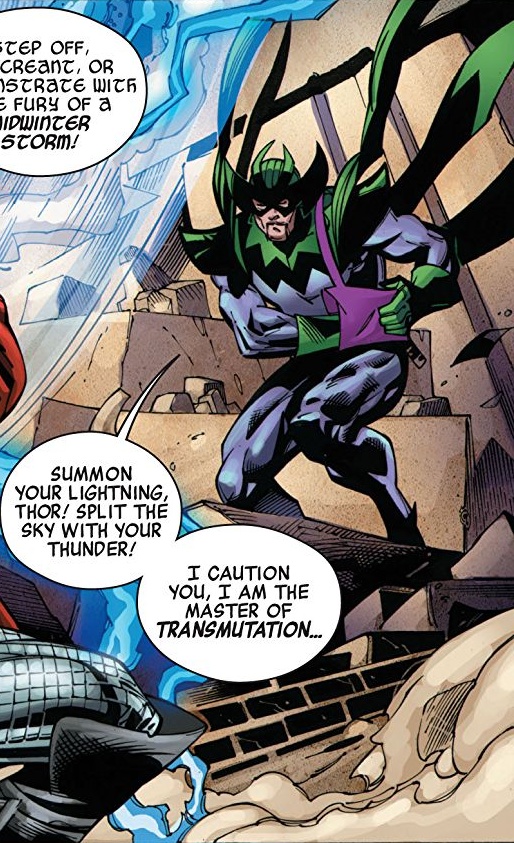 STEP OFF,
CREANT, OR
NSTRATE WITH
E FURY OF A
MIDWINTER
STORM!
SUMMON
YOUR LIGHTNING,
THOR! SPLIT THE
SKY WITH YOUR
THUNDER!
I CAUTION
YOU, I AM THE
MASTER OF
TRANSMUTATION...